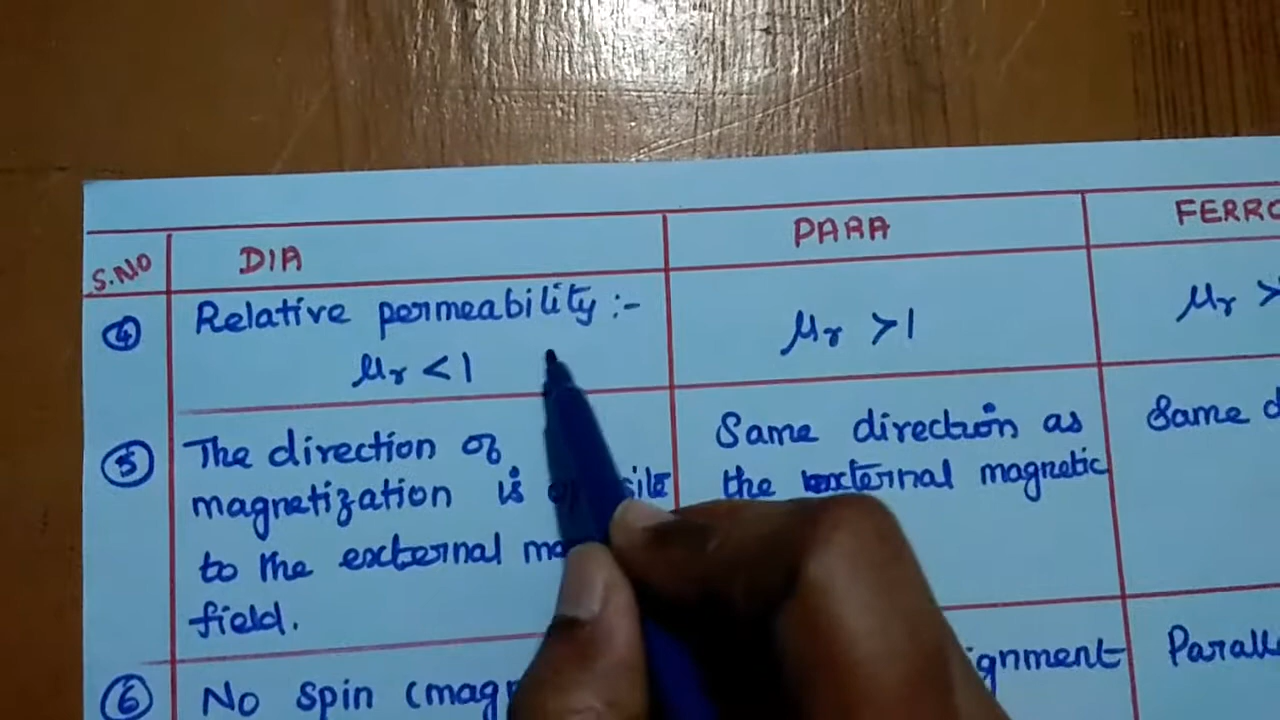 S.NO DIA PARA FERRO
④ Relative permeability :-
μr < 1
μr > 1
μr >
⑤ The direction of
magnetization is
to the external
field.
Same direction as
the external magnetic
Same
⑥ No spin